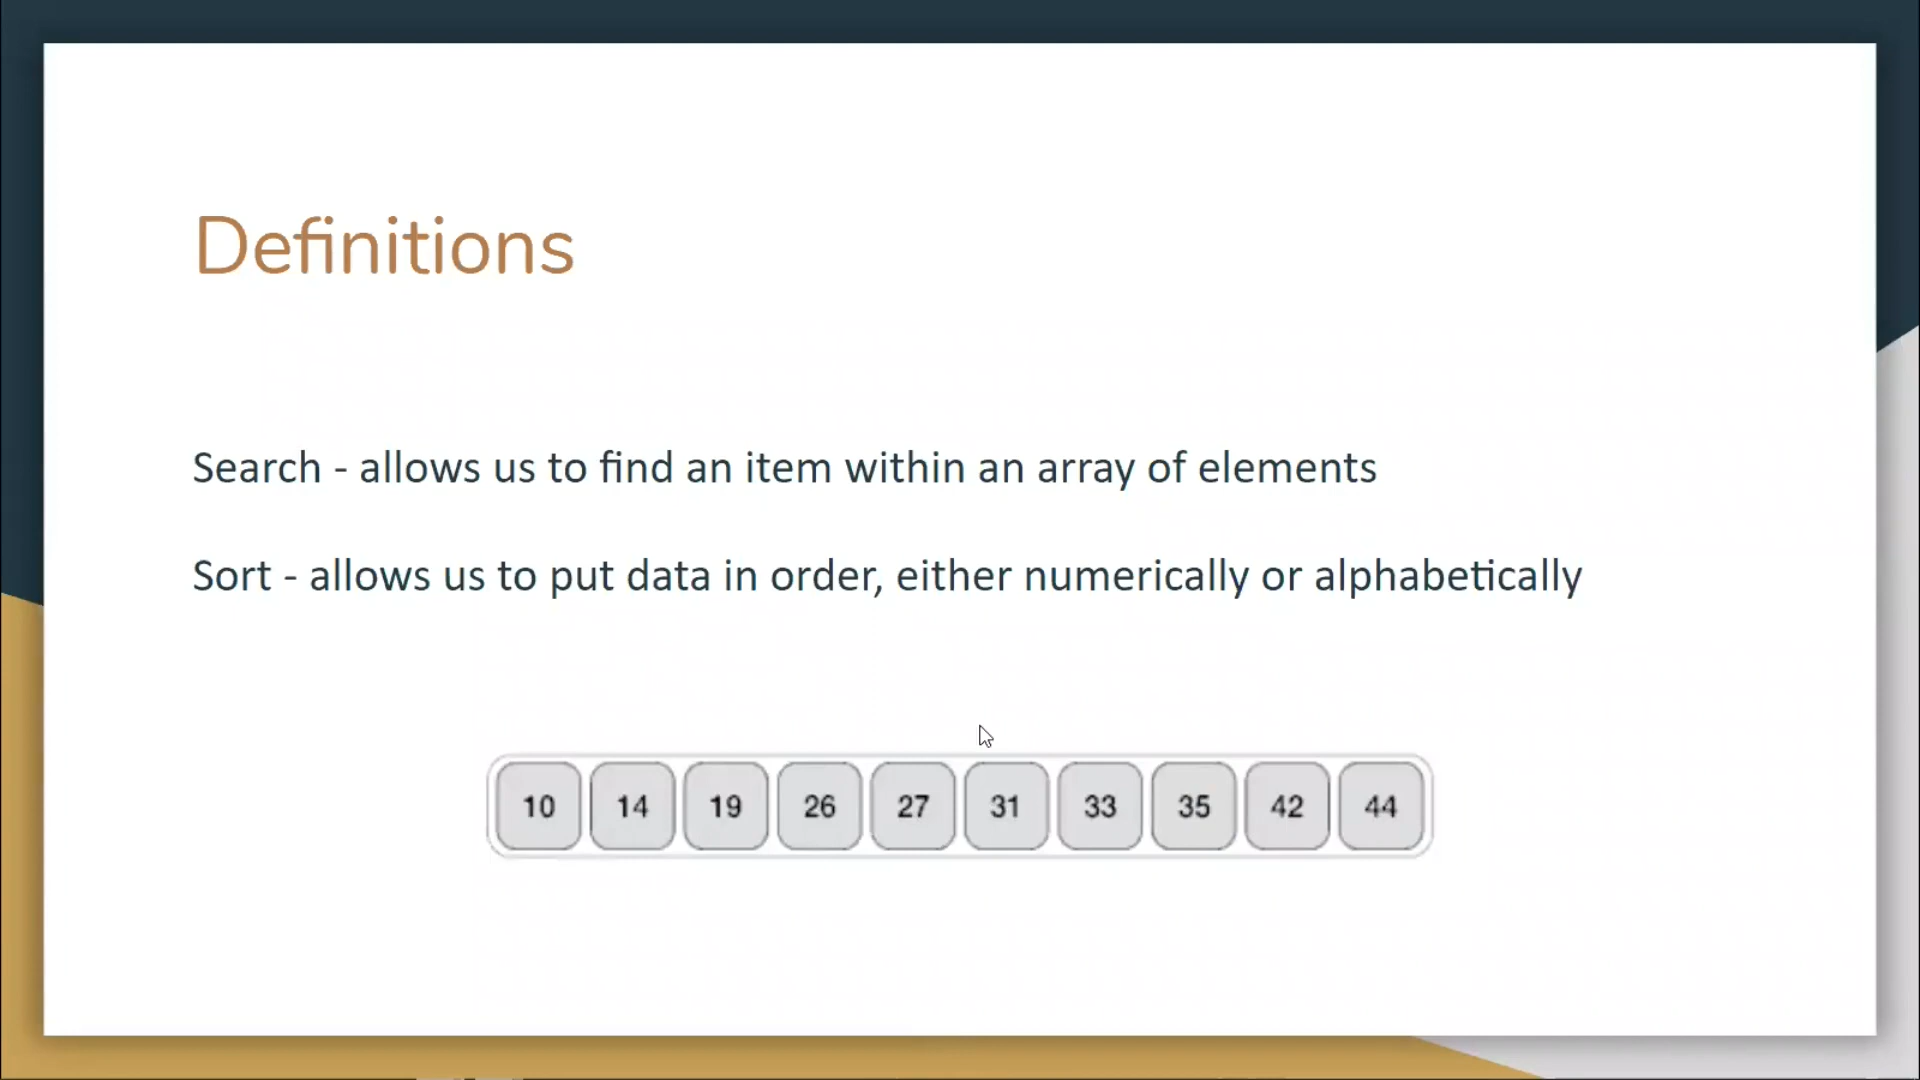 Definitions
Search - allows us to find an item within an array of elements
Sort - allows us to put data in order, either numerically or alphabetically
10 14 19 26 27 31 33 35 42 44